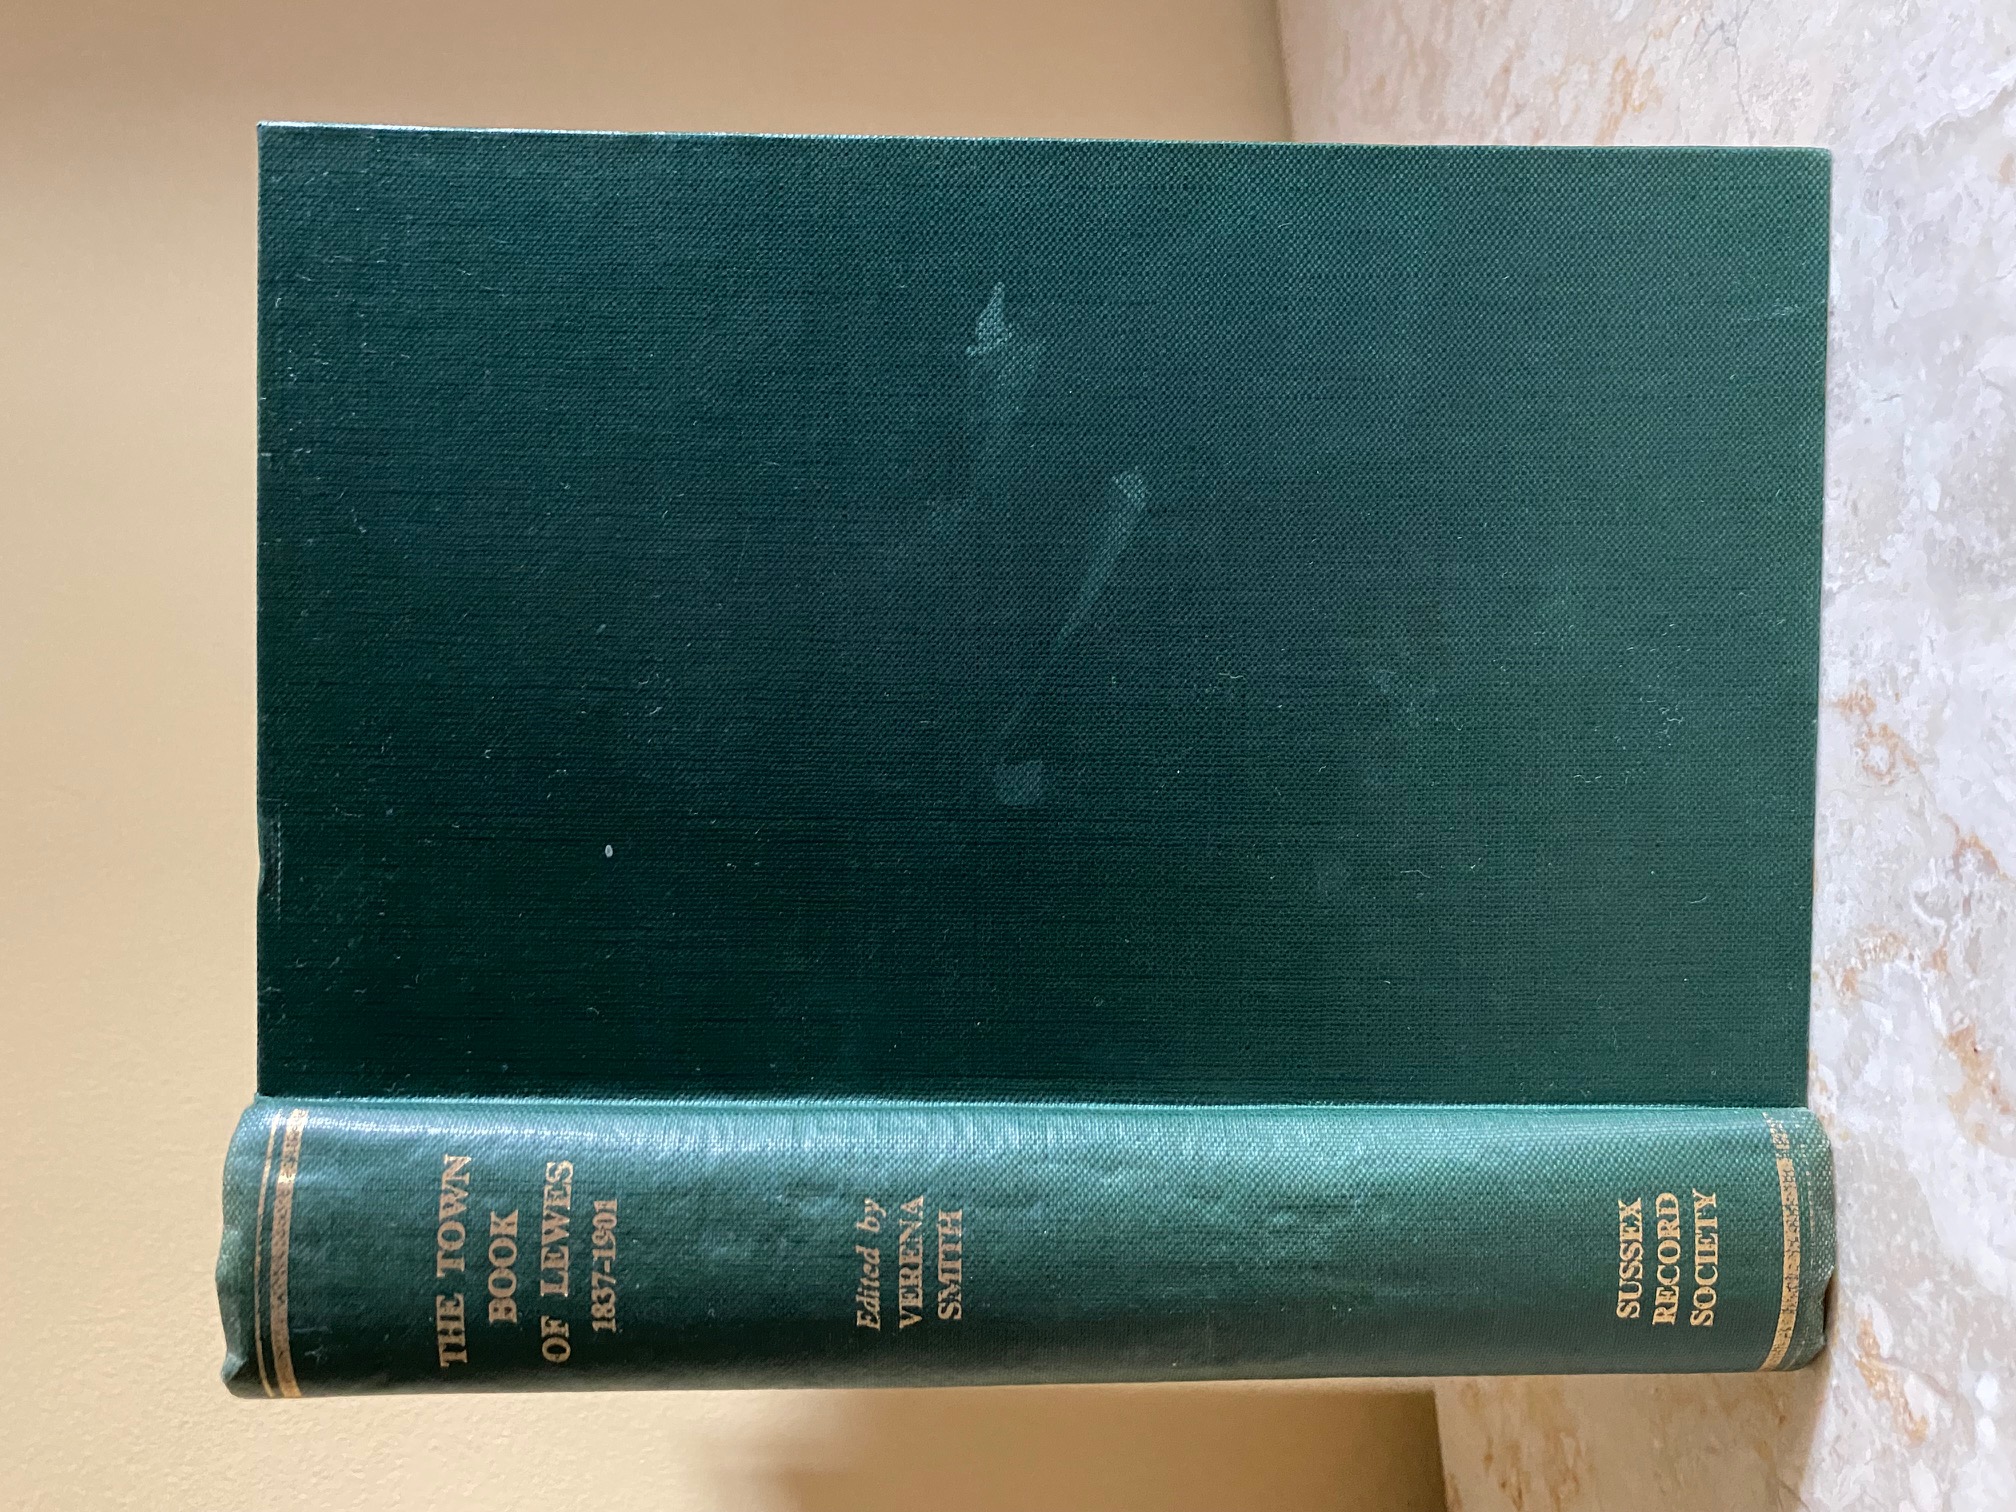 THE TOWN
BOOK
OF LEWES
1837-1901
Edited by
VERENA
SMITH
SUSSEX
RECORD
SOCIETY